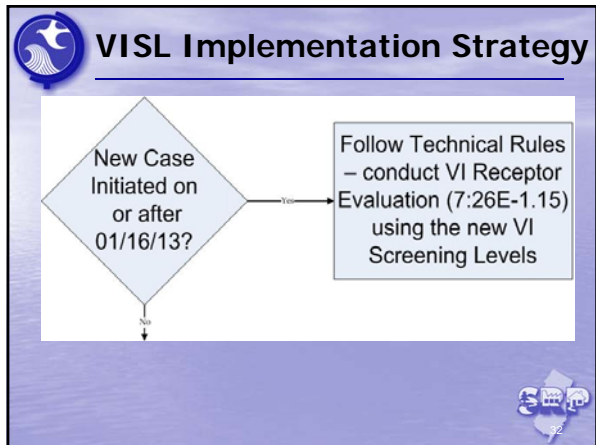 VISL Implementation Strategy
New Case
Initiated on
or after
01/16/13?
Yes
Follow Technical Rules
– conduct VI Receptor
Evaluation (7:26E-1.15)
using the new VI
Screening Levels
No
SRP
32